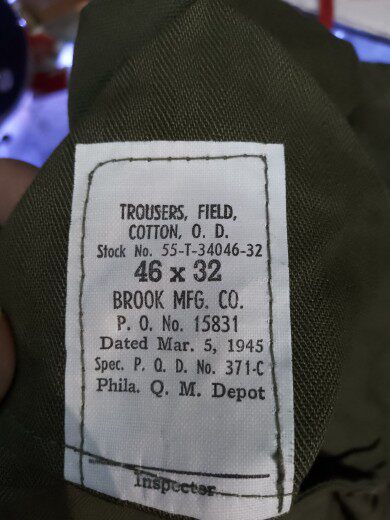 TROUSERS, FIELD,
COTTON, O. D.
Stock No. 55-T-34046-32
46 x 32
BROOK MFG. CO.
P. O. No. 15831
Dated Mar. 5, 1945
Spec. P. Q. D. No. 371-C
Phila. Q. M. Depot
Inspector